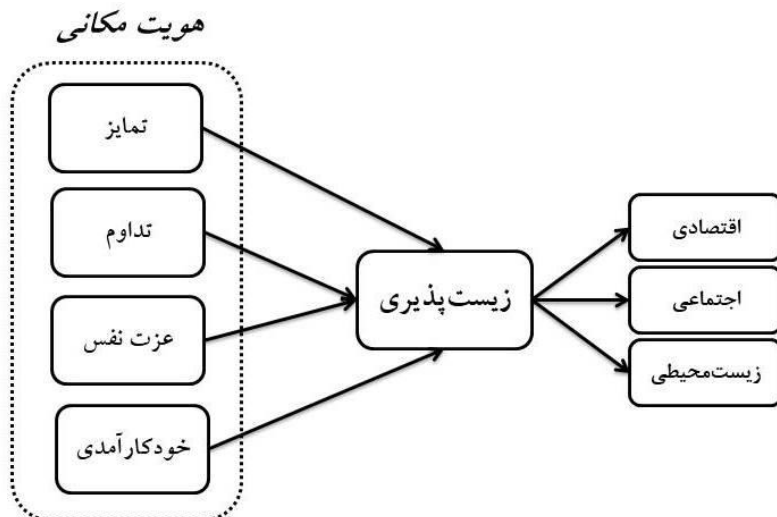 هویت مکانی
تمایز
تداوم
عزت نفس
خودکارآمدی
زیست‌پذیری
اقتصادی
اجتماعی
زیست‌محیطی